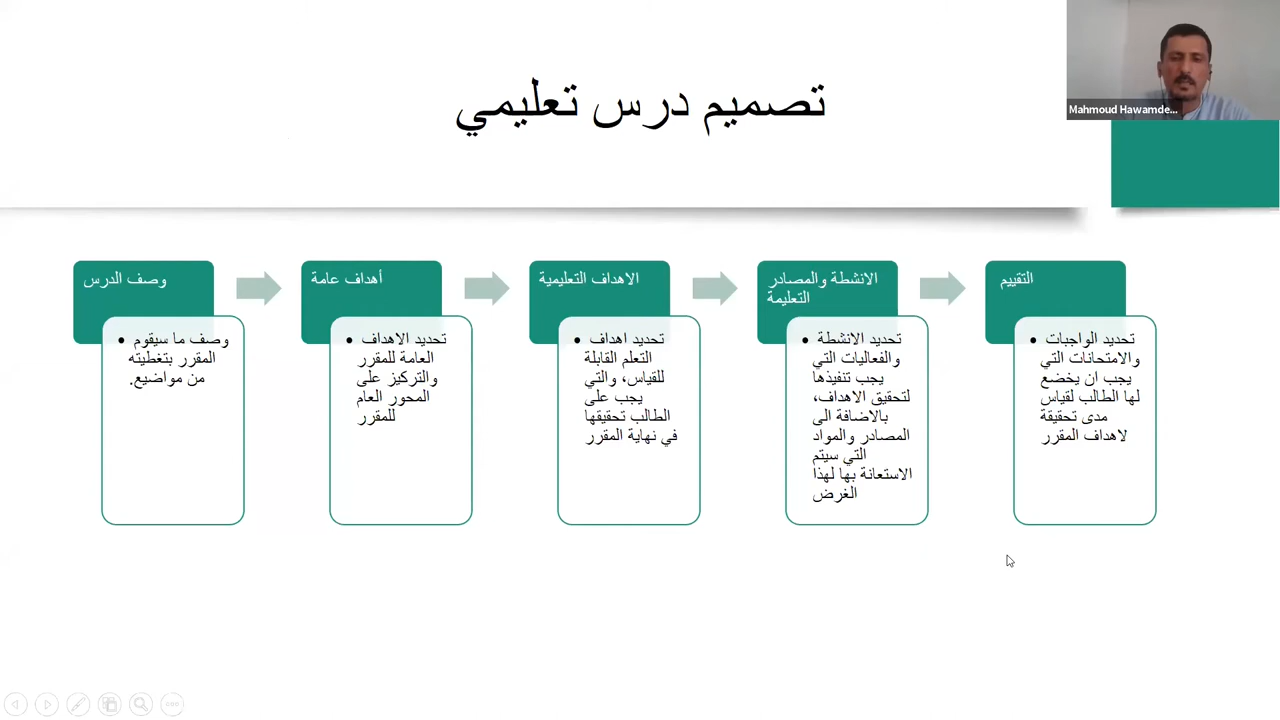 تصميم درس تعليمي
Mahmoud Hawamde...
وصف الدرس
• وصف ما سيقوم
المقرر بتغطيته
من مواضيع.
أهداف عامة
• تحديد الاهداف
العامة للمقرر
والتركيز على
المحور العام
للمقرر
الاهداف التعليمية
• تحديد اهداف
التعلم القابلة
للقياس، والتي
يجب على
الطالب تحقيقها
في نهاية المقرر
الانشطة والمصادر
التعليمة
• تحديد الانشطة
والفعاليات التي
يجب تنفيذها
لتحقيق الاهداف،
بالاضافة الى
المصادر والمواد
التي سيتم
الاستعانة بها لهذا
الغرض
التقييم
• تحديد الواجبات
والامتحانات التي
يجب ان يخضع
لها الطالب لقياس
مدى تحقيقة
لاهداف المقرر